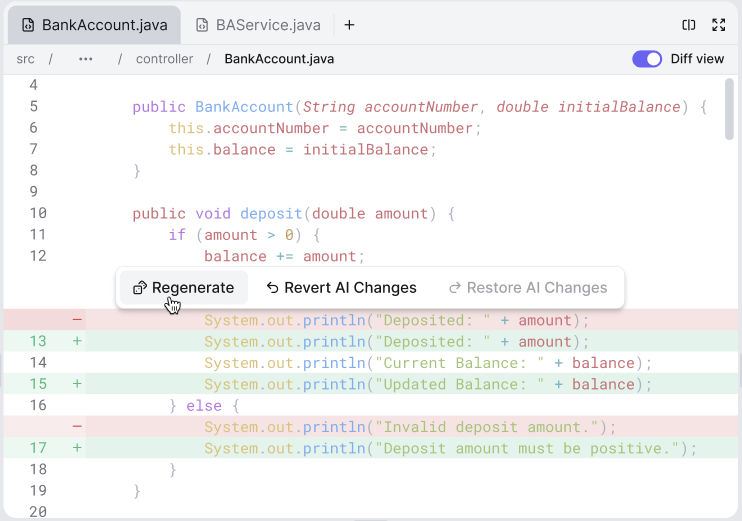 BankAccount.java BAService.java +
src / ··· / controller / BankAccount.java Diff view
4
5 public BankAccount(String accountNumber, double initialBalance) {
6 this.accountNumber = accountNumber;
7 this.balance = initialBalance;
8 }
9
10 public void deposit(double amount) {
11 if (amount > 0) {
12 balance += amount;
Regenerate Revert AI Changes Restore AI Changes
− System.out.println("Deposited: " + amount);
13 + System.out.println("Deposited: " + amount);
14 System.out.println("Current Balance: " + balance);
15 + System.out.println("Updated Balance: " + balance);
16 } else {
− System.out.println("Invalid deposit amount.");
17 + System.out.println("Deposit amount must be positive.");
18 }
19 }
20